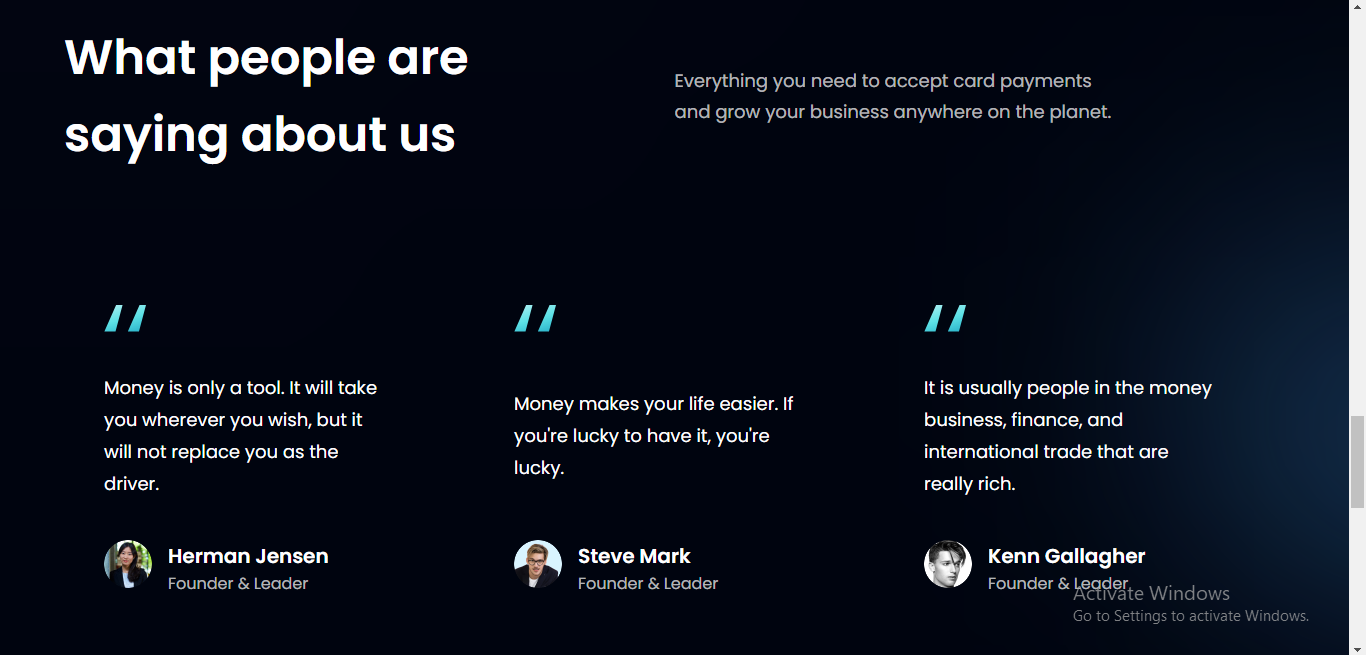 What people are
saying about us
Everything you need to accept card payments
and grow your business anywhere on the planet.
Money is only a tool. It will take
you wherever you wish, but it
will not replace you as the
driver.
Herman Jensen
Founder & Leader
Money makes your life easier. If
you're lucky to have it, you're
lucky.
Steve Mark
Founder & Leader
It is usually people in the money
business, finance, and
international trade that are
really rich.
Kenn Gallagher
Founder & Leader
Activate Windows
Go to Settings to activate Windows.